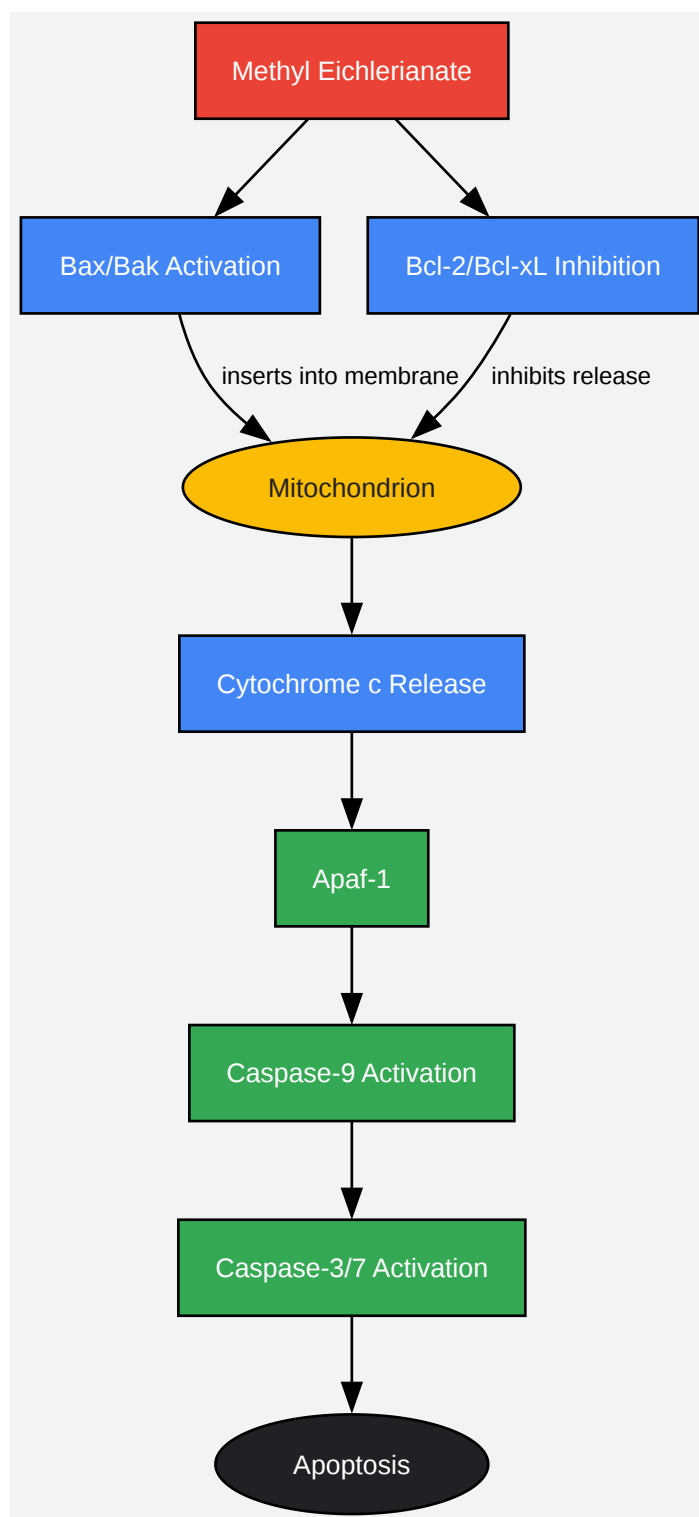 Methyl Eichlerianate
Bax/Bak Activation
Bcl-2/Bcl-xL Inhibition
inserts into membrane
inhibits release
Mitochondrion
Cytochrome c Release
Apaf-1
Caspase-9 Activation
Caspase-3/7 Activation
Apoptosis